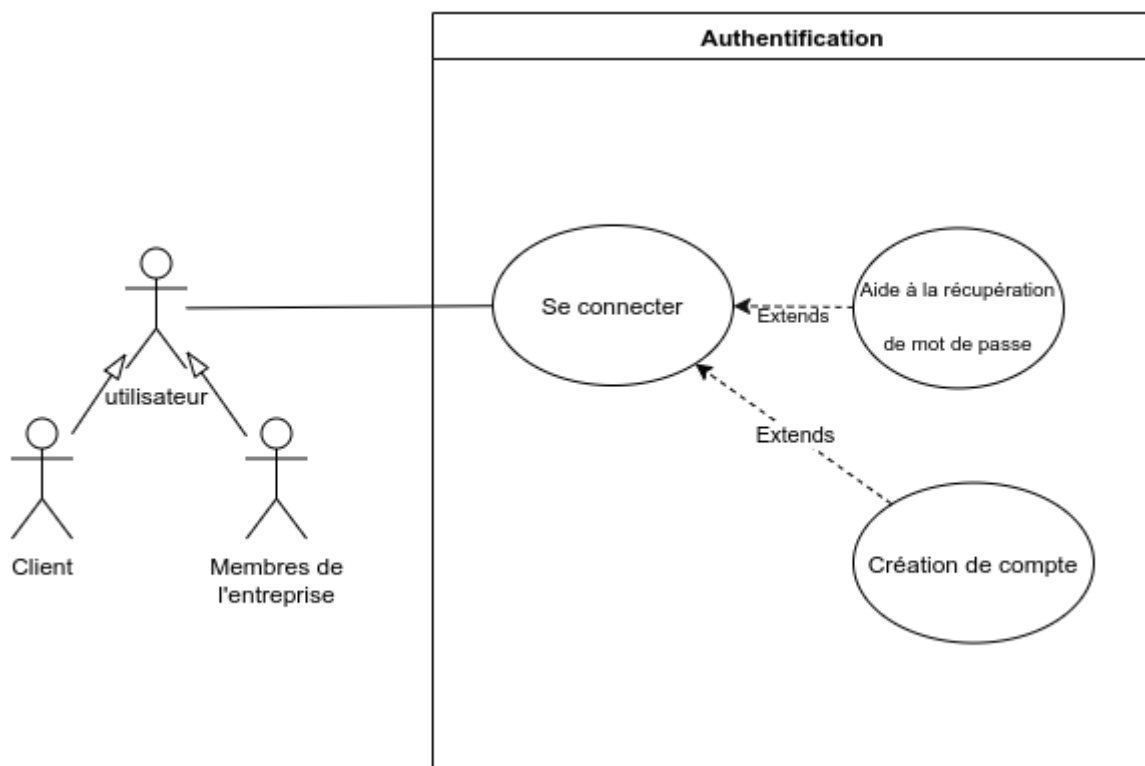 Authentification
Se connecter
Aide à la récupération
de mot de passe
Extends
utilisateur
Extends
Client
Membres de
l'entreprise
Création de compte